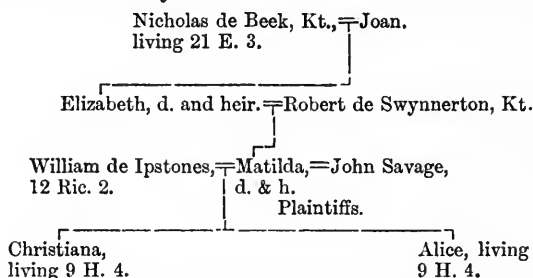 Nicholas de Beek, Kt.,=Joan.
living 21 E. 3.
Elizabeth, d. and heir.=Robert de Swynnerton, Kt.
William de Ipstones,=Matilda,=John Savage,
12 Ric. 2. d. & h.
Plaintiffs.
Christiana, Alice, living
living 9 H. 4. 9 H. 4.